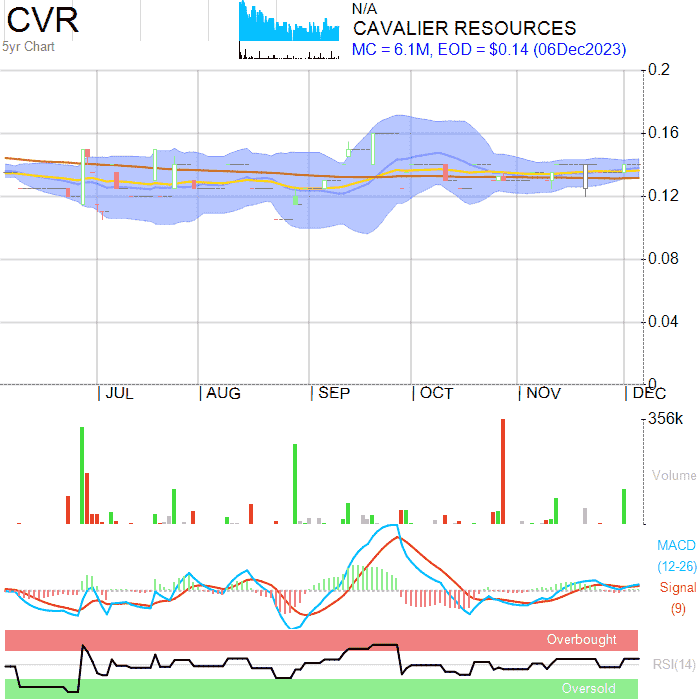 CVR
5yr Chart
N/A
CAVALIER RESOURCES
MC = 6.1M, EOD = $0.14 (06Dec2023)
0.2
0.16
0.12
0.08
0.04
0
JUL AUG SEP OCT NOV DEC
356k
Volume
MACD
(12-26)
Signal
(9)
Overbought
RSI(14)
Oversold